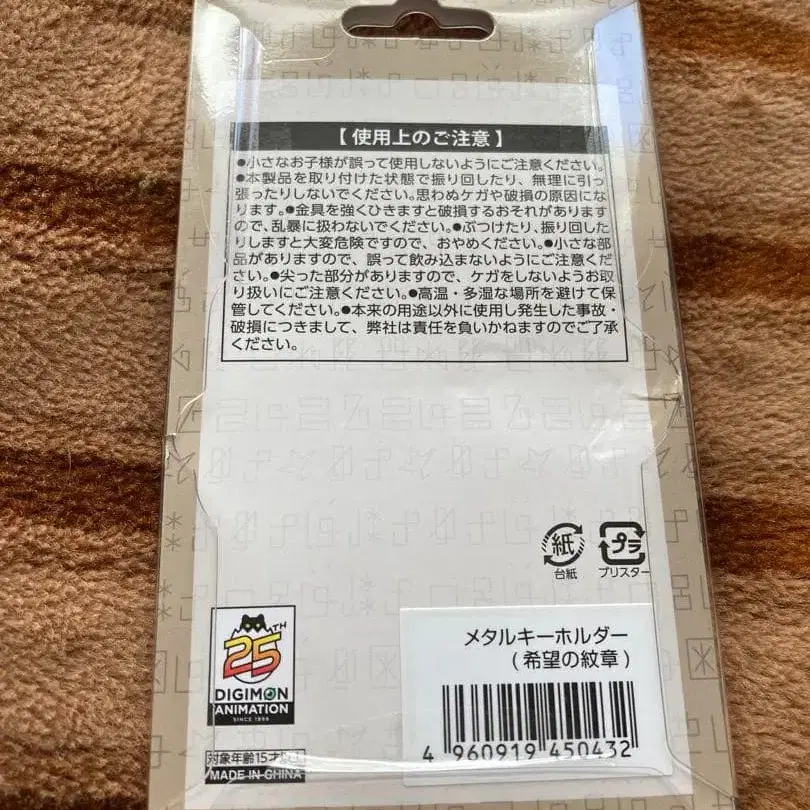 【使用上のご注意】
●小さなお子様が誤って使用しないようにご注意ください。
●本製品を取り付けた状態で振り回したり、無理に引っ
張ったりしないでください。思わぬケガや破損の原因にな
ります。●金具を強くひきますと破損するおそれがあります
ので、乱暴に扱わないでください。●ぶつけたり、振り回した
りしますと大変危険ですので、おやめください。●小さな部
品がありますので、誤って飲み込まないようにご注意くださ
い。●尖った部分がありますので、ケガをしないようお取
り扱いにご注意ください。●高温・多湿な場所を避けて保
管してください。●本来の用途以外に使用し発生した事故・
破損につきまして、弊社は責任を負いかねますのでご了承
ください。
紙
台紙
プラ
ブリスター
25TH
DIGIMON
ANIMATION
SINCE 1999
メタルキーホルダー
(希望の紋章)
4 960919 450432
対象年齢15才以上
MADE IN CHINA